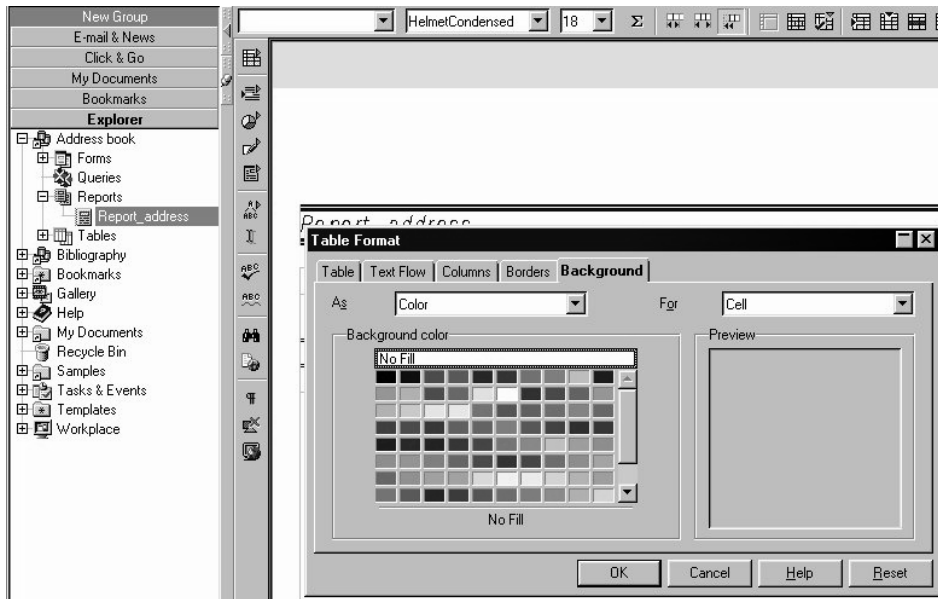 New Group
E-mail & News
Click & Go
My Documents
Bookmarks
Explorer
Address book
Forms
Queries
Reports
Report_address
Tables
Bibliography
Bookmarks
Gallery
Help
My Documents
Recycle Bin
Samples
Tasks & Events
Templates
Workplace
HelmetCondensed 18 Σ
Report_address
Table Format
Table Text Flow Columns Borders Background
As Color For Cell
Background color Preview
No Fill
No Fill
OK Cancel Help Reset